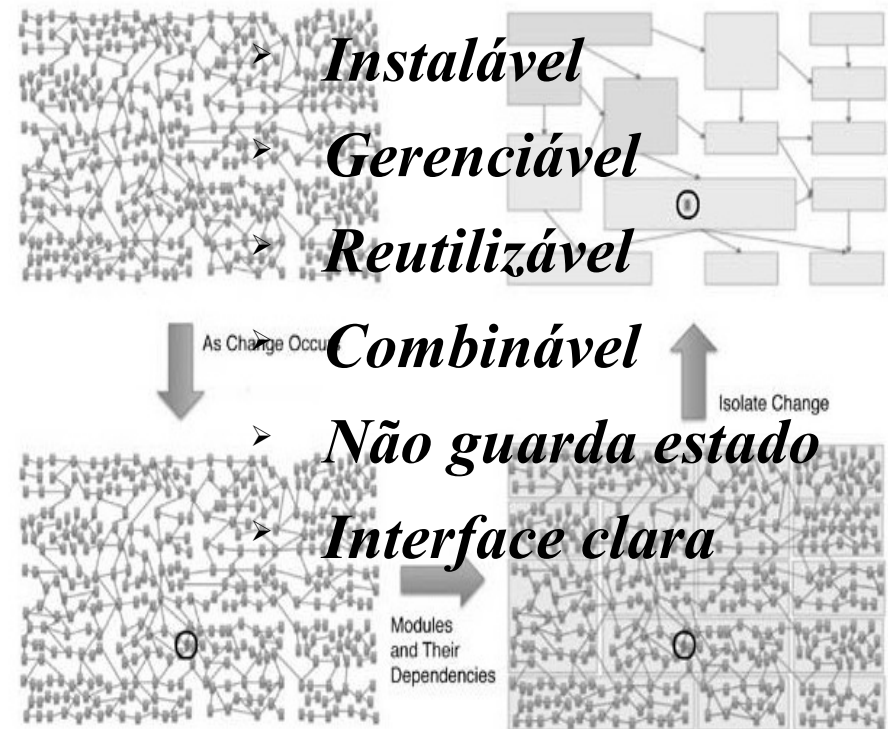 Instalável
Gerenciável
Reutilizável
As Change Occurs
Combinável
Isolate Change
Não guarda estado
Interface clara
Modules
and Their
Dependencies